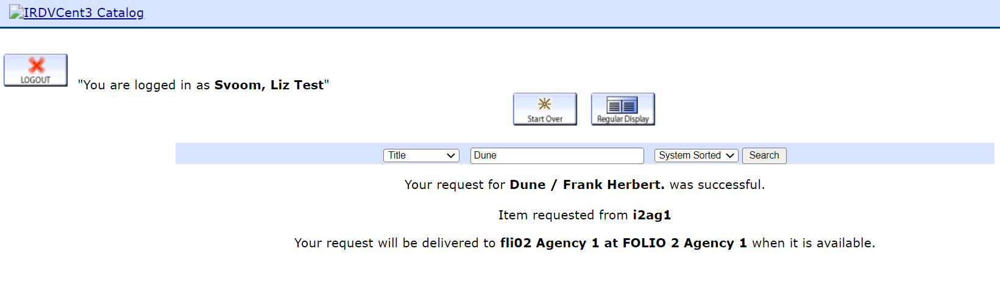 IRDVCent3 Catalog
LOGOUT
"You are logged in as Svoom, Liz Test"
Start Over
Regular Display
Title Dune System Sorted Search
Your request for Dune / Frank Herbert. was successful.
Item requested from i2ag1
Your request will be delivered to fli02 Agency 1 at FOLIO 2 Agency 1 when it is available.